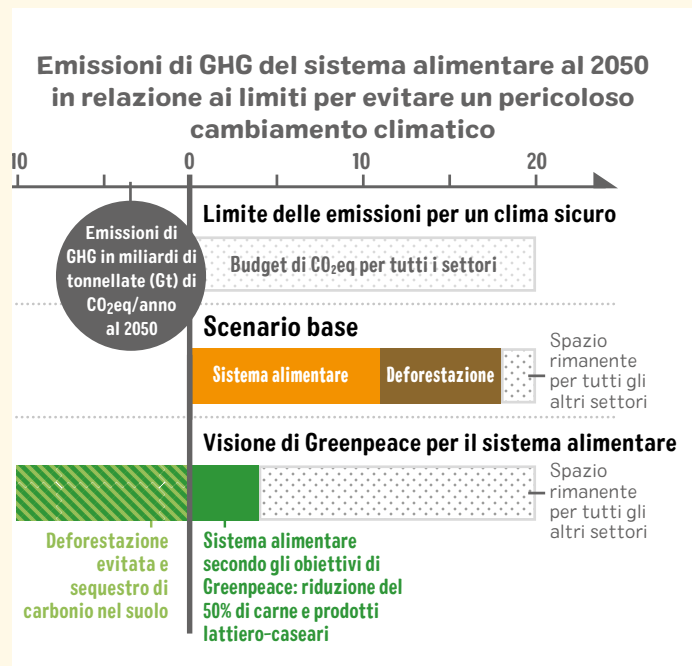 Emissioni di GHG del sistema alimentare al 2050
in relazione ai limiti per evitare un pericoloso
cambiamento climatico
10 0 10 20
Limite delle emissioni per un clima sicuro
Emissioni di
GHG in miliardi di
tonnellate (Gt) di
CO₂eq/anno
al 2050
Budget di CO₂eq per tutti i settori
Scenario base
Sistema alimentare
Deforestazione
Spazio
rimanente
per tutti gli
altri settori
Visione di Greenpeace per il sistema alimentare
Spazio
rimanente
per tutti gli
altri settori
Deforestazione
evitata e
sequestro di
carbonio nel suolo
Sistema alimentare
secondo gli obiettivi di
Greenpeace: riduzione del
50% di carne e prodotti
lattiero-caseari